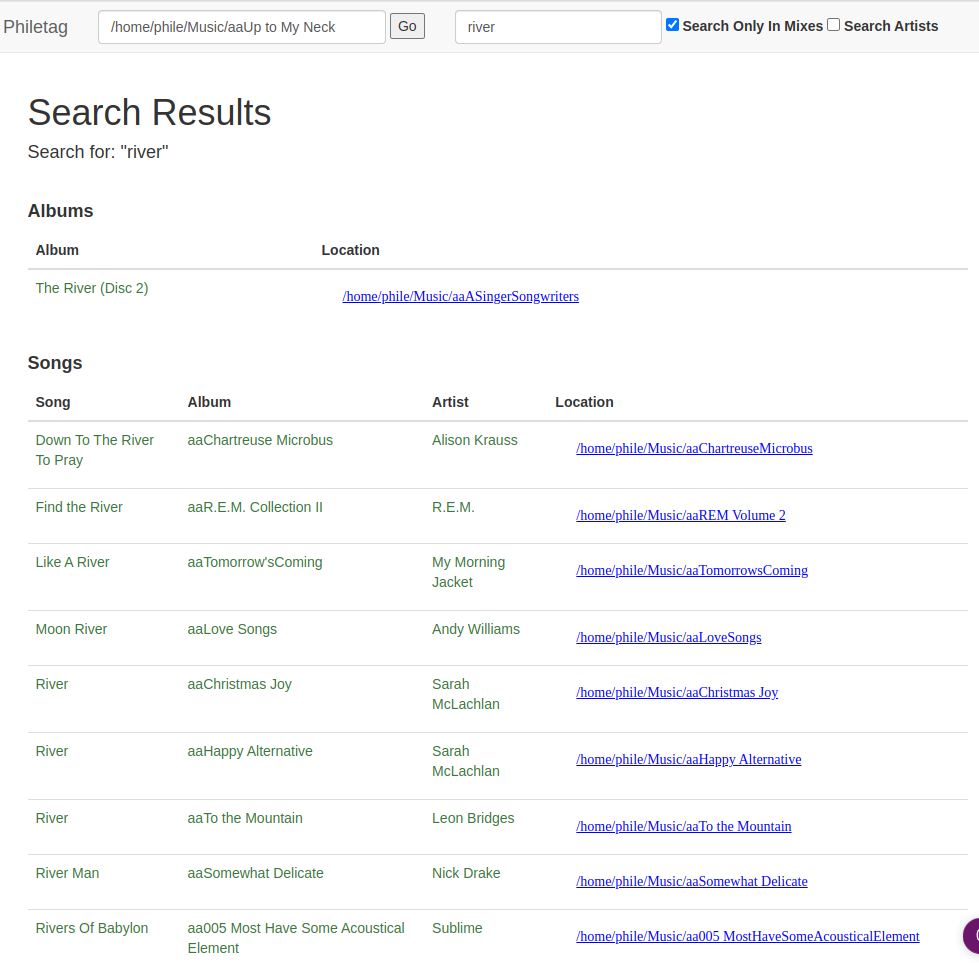 Philetag /home/phile/Music/aaUp to My Neck Go river Search Only In Mixes Search Artists
Search Results
Search for: "river"
Albums
Album Location
The River (Disc 2) /home/phile/Music/aaASingerSongwriters
Songs
Song Album Artist Location
Down To The River aaChartreuse Microbus Alison Krauss /home/phile/Music/aaChartreuseMicrobus
To Pray
Find the River aaR.E.M. Collection II R.E.M. /home/phile/Music/aaREM Volume 2
Like A River aaTomorrow'sComing My Morning /home/phile/Music/aaTomorrowsComing
Jacket
Moon River aaLove Songs Andy Williams /home/phile/Music/aaLoveSongs
River aaChristmas Joy Sarah /home/phile/Music/aaChristmas Joy
McLachlan
River aaHappy Alternative Sarah /home/phile/Music/aaHappy Alternative
McLachlan
River aaTo the Mountain Leon Bridges /home/phile/Music/aaTo the Mountain
River Man aaSomewhat Delicate Nick Drake /home/phile/Music/aaSomewhat Delicate
Rivers Of Babylon aa005 Most Have Some Acoustical Sublime /home/phile/Music/aa005 MostHaveSomeAcousticalElement
Element